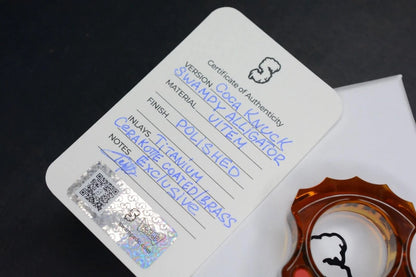 Certificate of Authenticity
VERSION COCA KNUCK
SWAMPY ALLIGATOR
MATERIAL ULTEM
FINISH POLISHED
INLAYS TITANIUM
CERAKOTE COATED/BRASS
NOTES EXCLUSIVE